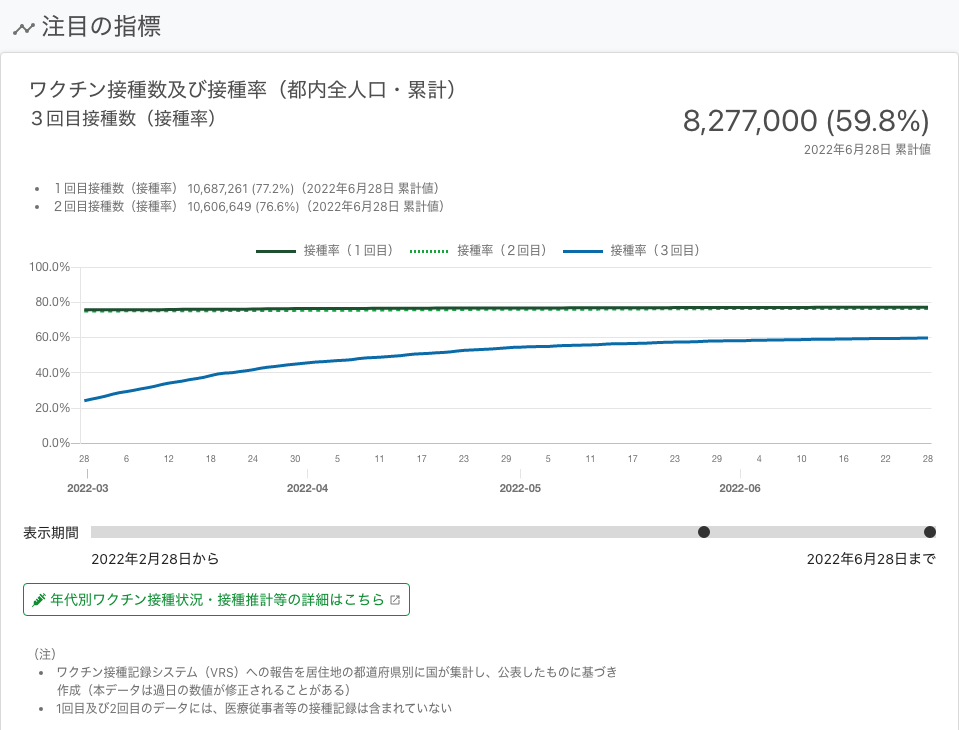 注目の指標
ワクチン接種数及び接種率（都内全人口・累計）
３回目接種数（接種率）
8,277,000 (59.8%)
2022年6月28日 累計値
１回目接種数（接種率） 10,687,261 (77.2%)（2022年6月28日 累計値）
２回目接種数（接種率） 10,606,649 (76.6%)（2022年6月28日 累計値）
接種率（１回目） 接種率（２回目） 接種率（３回目）
100.0%
80.0%
60.0%
40.0%
20.0%
0.0%
28 6 12 18 24 30 5 11 17 23 29 5 11 17 23 29 4 10 16 22 28
2022-03 2022-04 2022-05 2022-06
表示期間
2022年2月28日から 2022年6月28日まで
年代別ワクチン接種状況・接種推計等の詳細はこちら
（注）
ワクチン接種記録システム（VRS）への報告を居住地の都道府県別に国が集計し、公表したものに基づき
作成（本データは過日の数値が修正されることがある）
1回目及び2回目のデータには、医療従事者等の接種記録は含まれていない